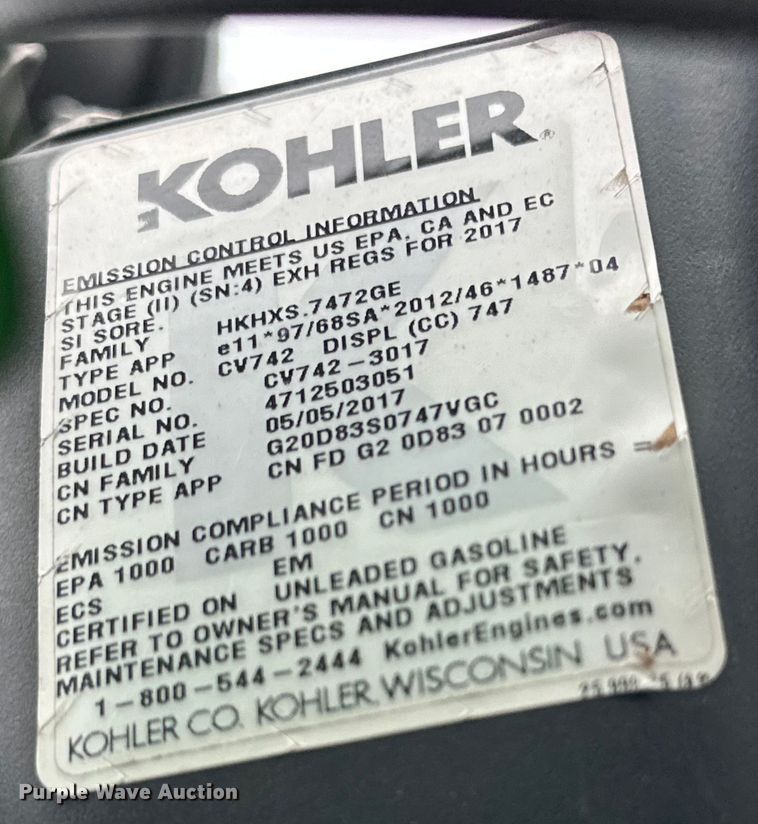 KOHLER®
EMISSION CONTROL INFORMATION
THIS ENGINE MEETS US EPA, CA AND EC
STAGE (II) (SN:4) EXH REGS FOR 2017
SI SORE.
FAMILY HKHXS.7472GE
TYPE APP e11*97/68SA*2012/46*1487*04
MODEL NO. CV742 DISPL (CC) 747
SPEC NO. CV742-3017
SERIAL NO. 4712503051
BUILD DATE 05/05/2017
CN FAMILY G20D83S0747VGC
CN TYPE APP CN FD G2 0D83 07 0002
EMISSION COMPLIANCE PERIOD IN HOURS =
EPA 1000 CARB 1000 CN 1000
ECS EM
CERTIFIED ON UNLEADED GASOLINE
REFER TO OWNER'S MANUAL FOR SAFETY,
MAINTENANCE SPECS AND ADJUSTMENTS
1-800-544-2444 KohlerEngines.com
KOHLER CO. KOHLER, WISCONSIN USA
Purple Wave Auction